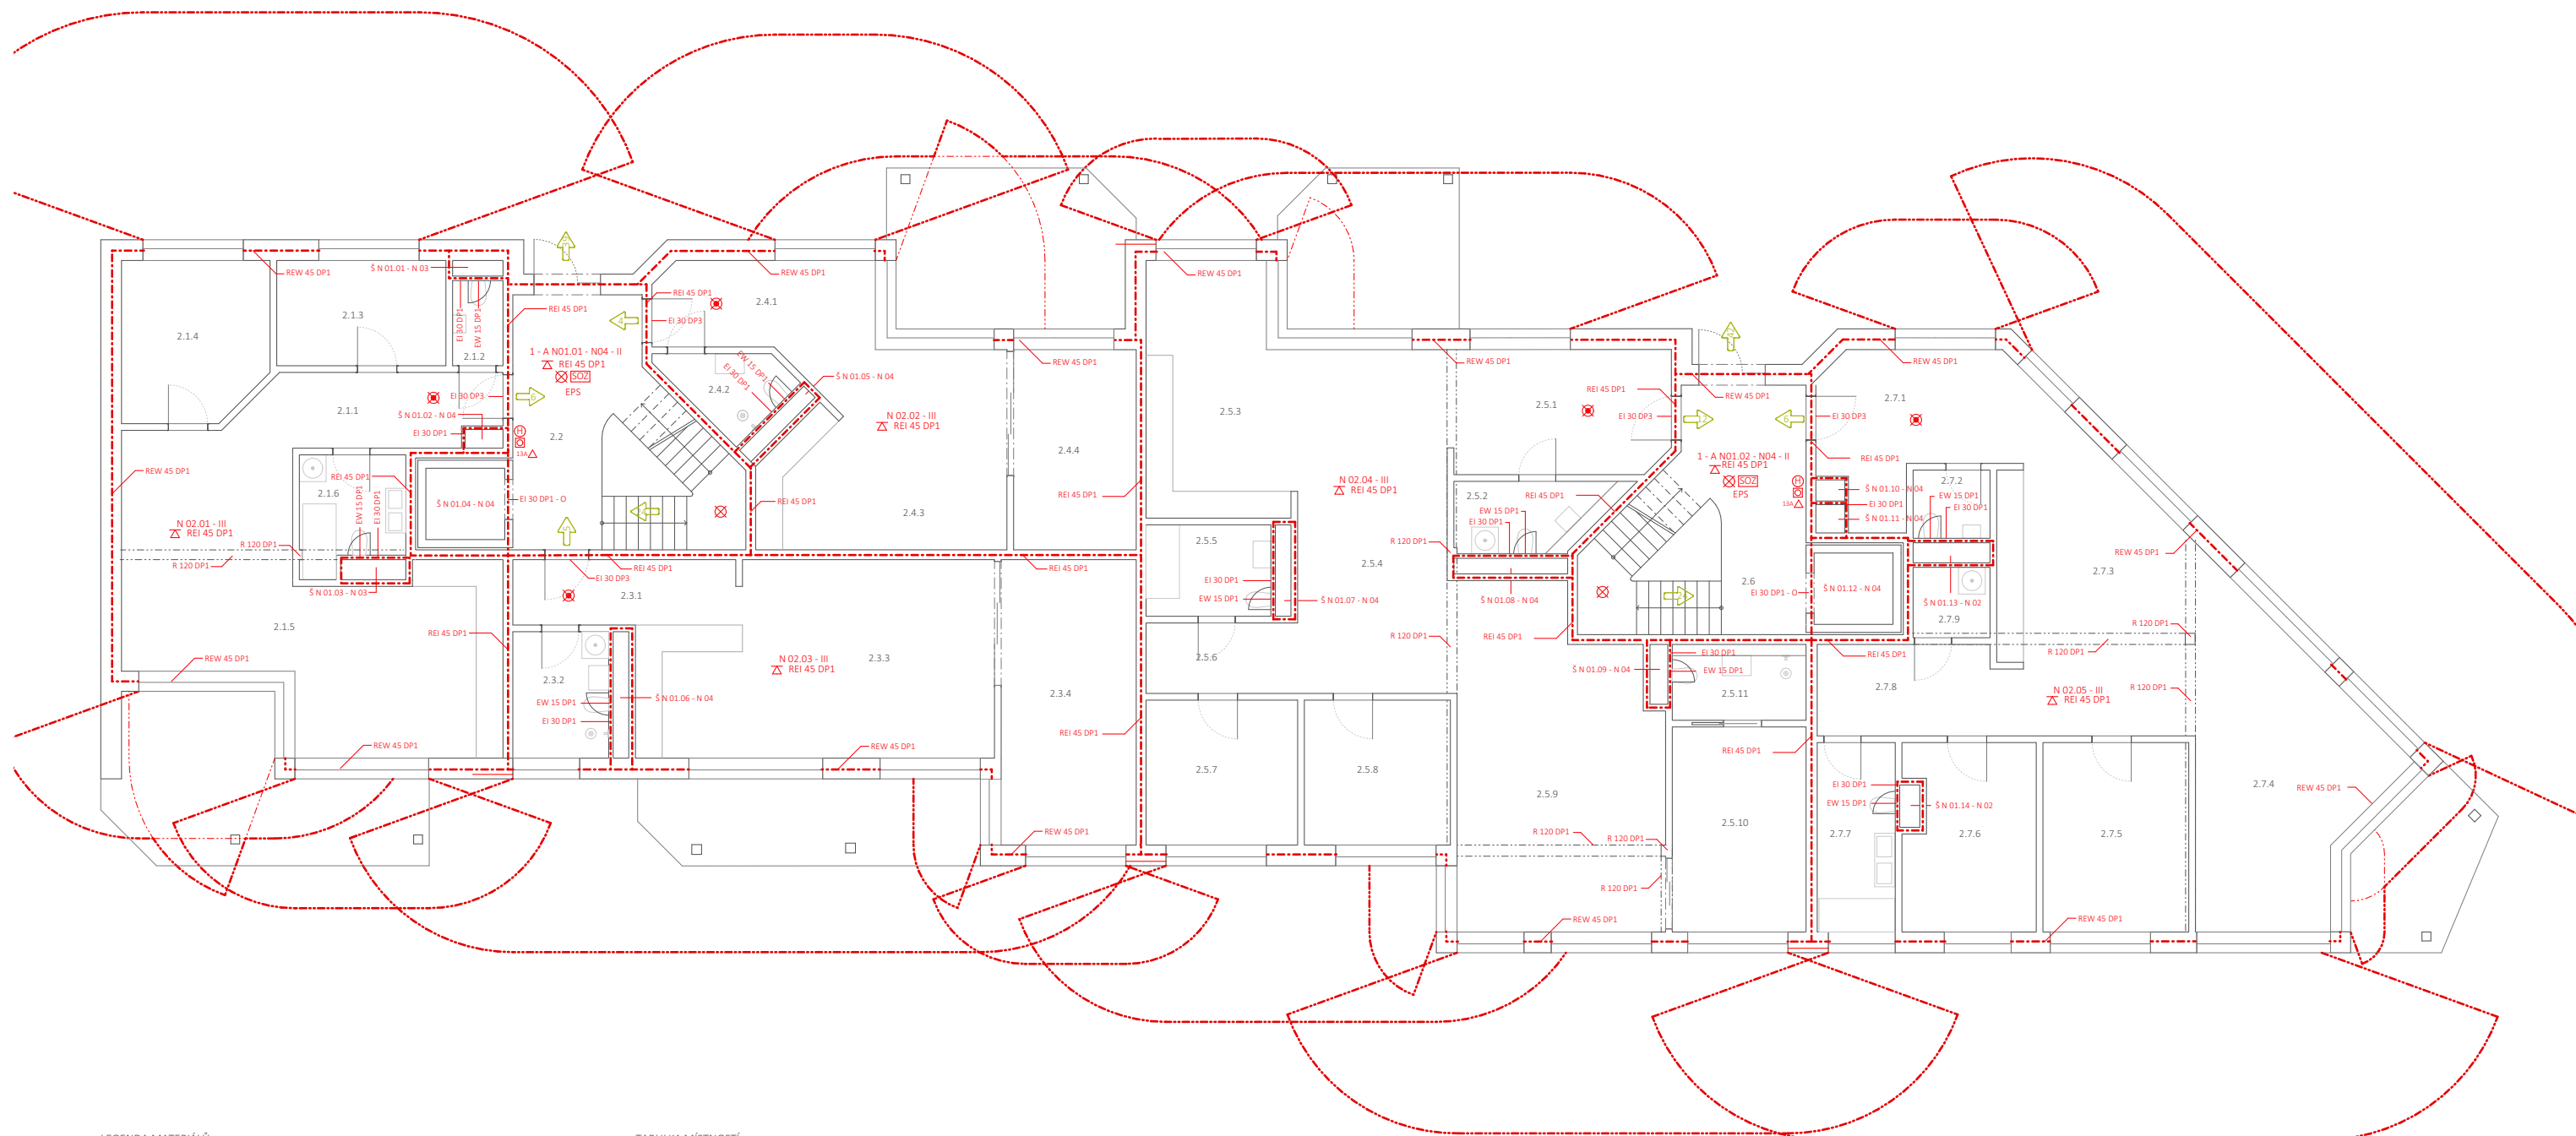 REW 45 DP1
Š N 01.01 - N 03
REW 45 DP1
REW 45 DP1
2.1.4
2.1.3
EI 30 DP1
EW 15 DP1
2.1.2
REI 45 DP1
REI 45 DP1
2.4.1
EI 30 DP3
4
1 - A N01.01 - N04 - II
REI 45 DP1
SOZ
EPS
EI 30 DP3
6
2.1.1
Š N 01.02 - N 04
EI 30 DP1
H
13A
2.2
EW 15 DP1
EI 30 DP1
2.4.2
Š N 01.05 - N 04
N 02.02 - III
REI 45 DP1
REW 45 DP1
2.4.4
2.5.3
REW 45 DP1
2.5.1
REI 45 DP1
EI 30 DP3
12
6
REW 45 DP1
REW 45 DP1
2.7.1
EI 30 DP3
REI 45 DP1
REW 45 DP1
REI 45 DP1
2.1.6
EW 15 DP1
EI 30 DP1
Š N 01.04 - N 04
EI 30 DP1 - O
REI 45 DP1
2.4.3
REI 45 DP1
N 02.04 - III
REI 45 DP1
2.5.2
REI 45 DP1
EW 15 DP1
EI 30 DP1
1 - A N01.02 - N04 - II
REI 45 DP1
SOZ
EPS
H
13A
Š N 01.10 - N 04
EI 30 DP1
Š N 01.11 - N 04
2.7.2
EW 15 DP1
EI 30 DP1
N 02.01 - III
REI 45 DP1
R 120 DP1
R 120 DP1
Š N 01.03 - N 03
EI 30 DP3
REI 45 DP1
2.3.1
REI 45 DP1
2.5.5
EI 30 DP1
EW 15 DP1
Š N 01.07 - N 04
2.5.4
R 120 DP1
Š N 01.08 - N 04
2.6
EI 30 DP1 - O
Š N 01.12 - N 04
Š N 01.13 - N 02
2.7.9
2.7.3
REW 45 DP1
2.1.5
REI 45 DP1
REW 45 DP1
2.3.2
EW 15 DP1
EI 30 DP1
Š N 01.06 - N 04
N 02.03 - III
REI 45 DP1
2.3.3
2.3.4
REI 45 DP1
2.5.6
R 120 DP1
REI 45 DP1
Š N 01.09 - N 04
EI 30 DP1
EW 15 DP1
2.5.11
REI 45 DP1
2.7.8
R 120 DP1
R 120 DP1
N 02.05 - III
REI 45 DP1
R 120 DP1
REW 45 DP1
REW 45 DP1
2.5.7
2.5.8
2.5.9
REI 45 DP1
EI 30 DP1
EW 15 DP1
Š N 01.14 - N 02
2.7.4
REW 45 DP1
REW 45 DP1
R 120 DP1
R 120 DP1
2.5.10
2.7.7
2.7.6
2.7.5
R 120 DP1
REW 45 DP1
REW 45 DP1